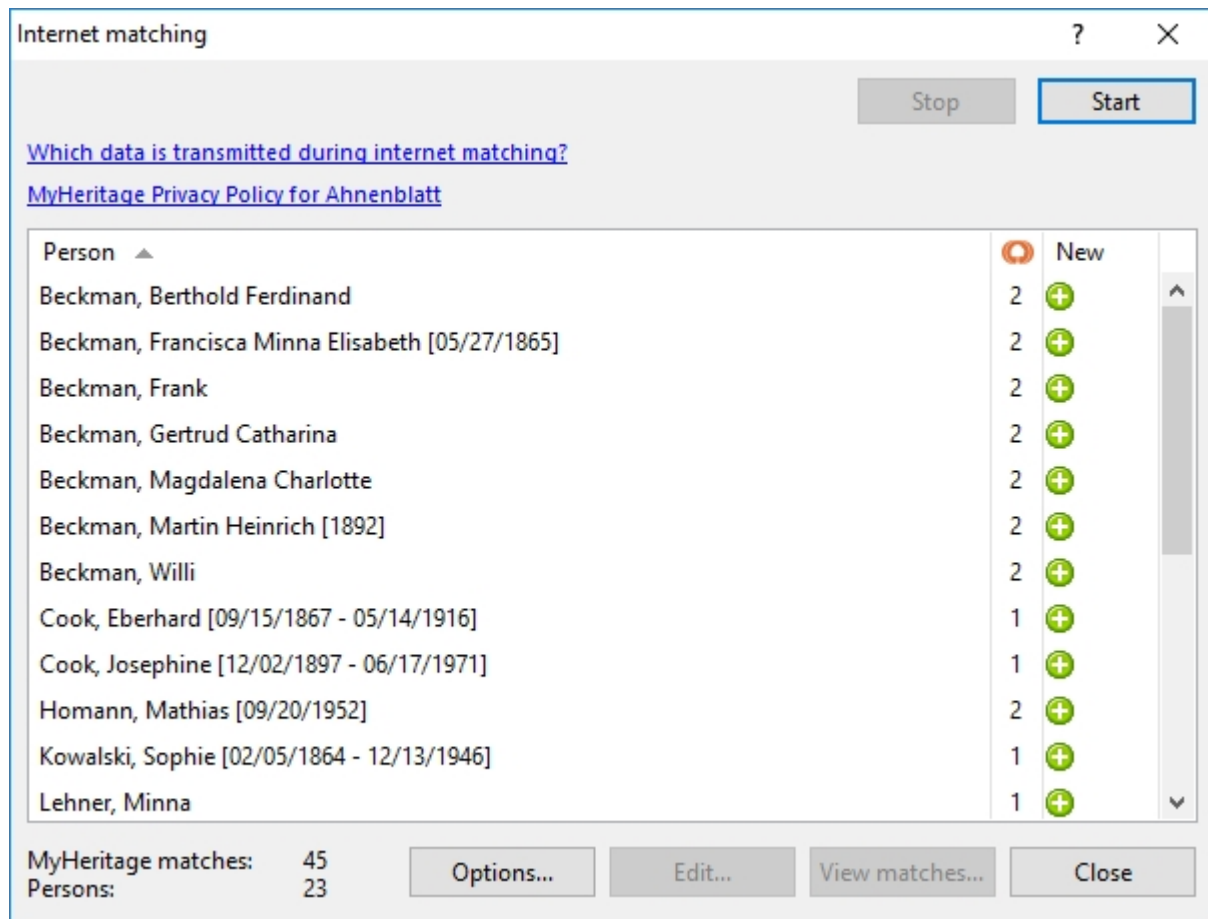 Internet matching ?
Stop Start
Which data is transmitted during internet matching?
MyHeritage Privacy Policy for Ahnenblatt
Person New
Beckman, Berthold Ferdinand 2
Beckman, Francisca Minna Elisabeth [05/27/1865] 2
Beckman, Frank 2
Beckman, Gertrud Catharina 2
Beckman, Magdalena Charlotte 2
Beckman, Martin Heinrich [1892] 2
Beckman, Willi 2
Cook, Eberhard [09/15/1867 - 05/14/1916] 1
Cook, Josephine [12/02/1897 - 06/17/1971] 1
Homann, Mathias [09/20/1952] 2
Kowalski, Sophie [02/05/1864 - 12/13/1946] 1
Lehner, Minna 1
MyHeritage matches: 45
Persons: 23
Options... Edit... View matches... Close